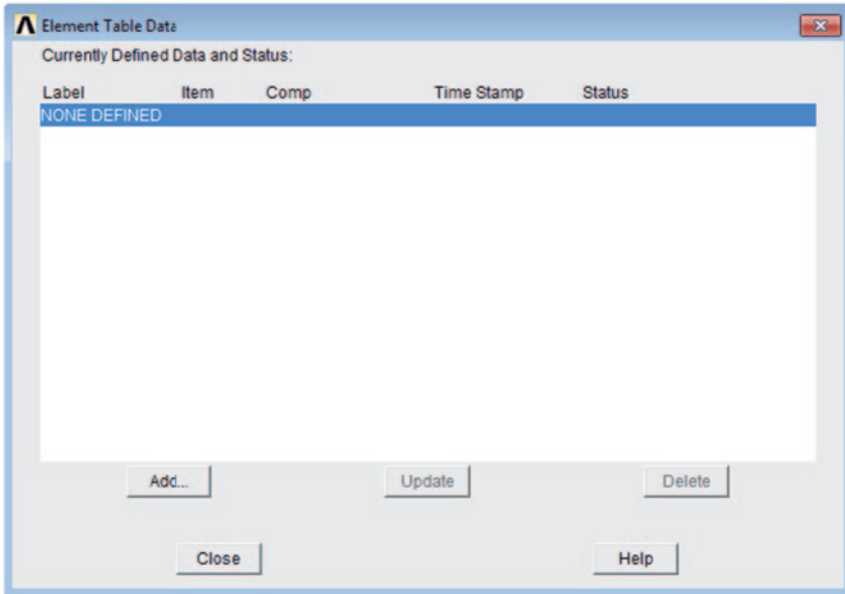 Element Table Data
Currently Defined Data and Status:
Label Item Comp Time Stamp Status
NONE DEFINED
Add... Update Delete
Close Help